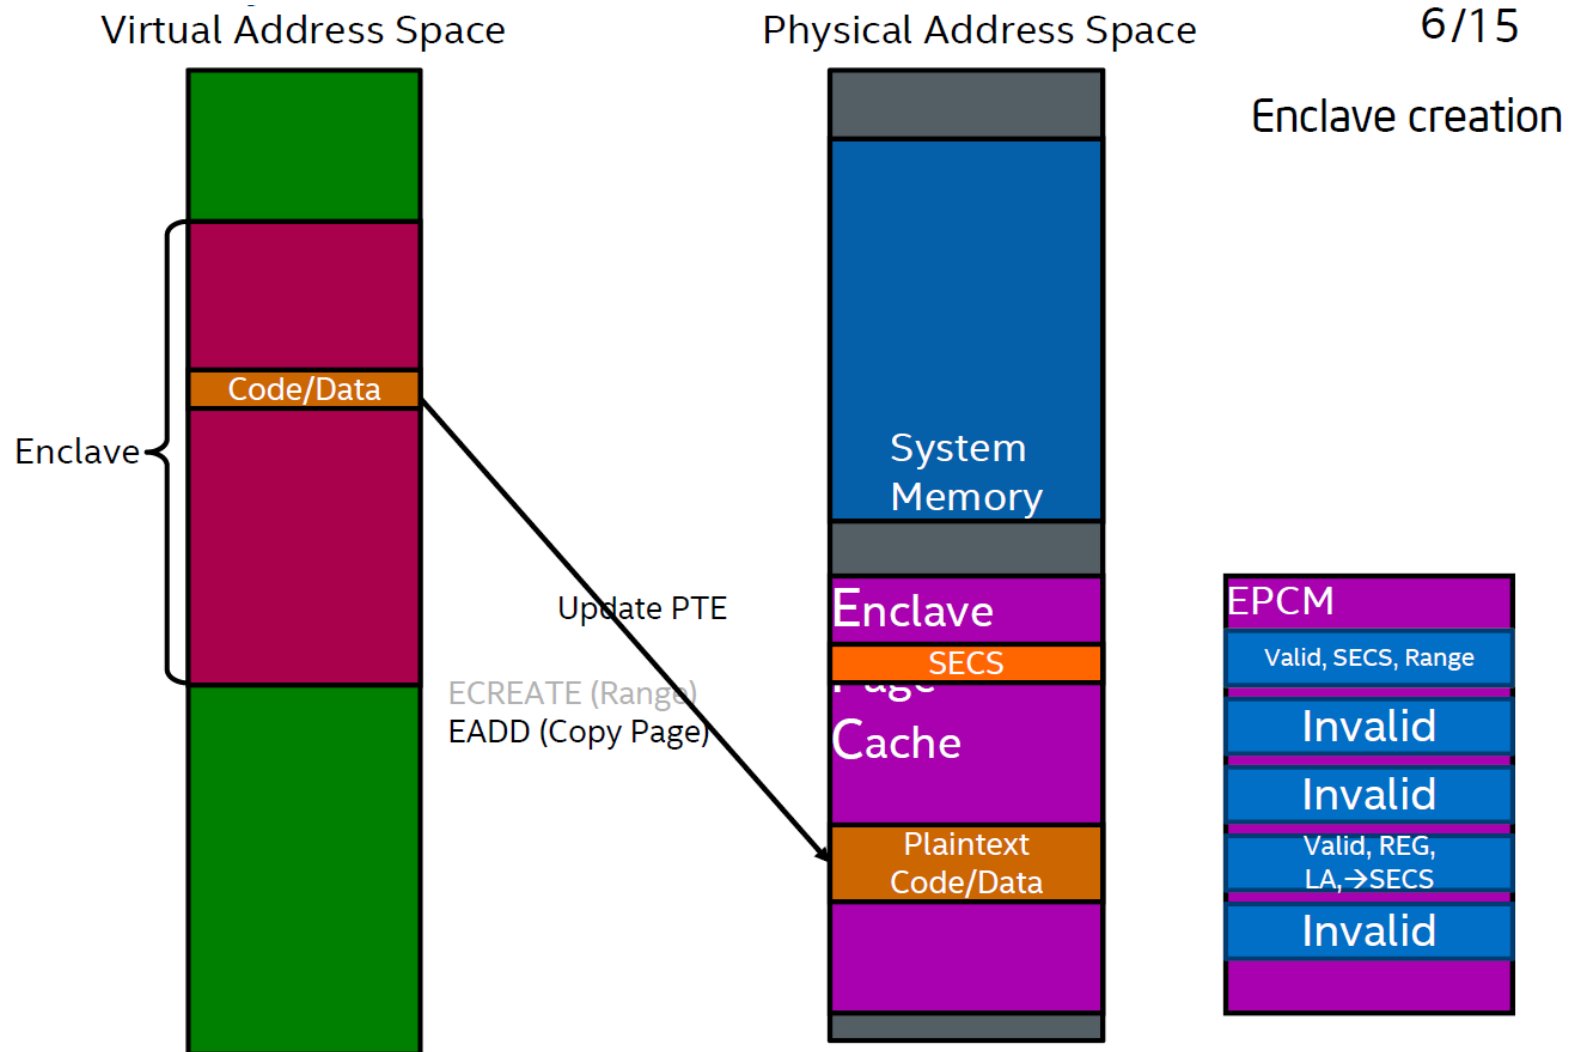 Virtual Address Space
Physical Address Space
6/15
Enclave creation
Code/Data
Enclave
System
Memory
Update PTE
Enclave
EPCM
SECS
Valid, SECS, Range
ECREATE (Range)
Page
EADD (Copy Page)
Cache
Invalid
Invalid
Plaintext
Code/Data
Valid, REG,
LA,→SECS
Invalid